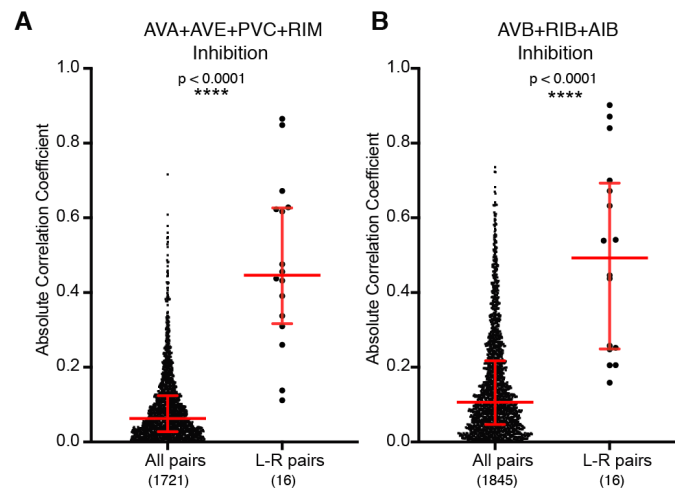 A
AVA+AVE+PVC+RIM
Inhibition
p < 0.0001
****
Absolute Correlation Coefficient
1.0
0.8
0.6
0.4
0.2
0.0
All pairs
(1721)
L-R pairs
(16)
B
AVB+RIB+AIB
Inhibition
p < 0.0001
****
Absolute Correlation Coefficient
1.0
0.8
0.6
0.4
0.2
0.0
All pairs
(1845)
L-R pairs
(16)